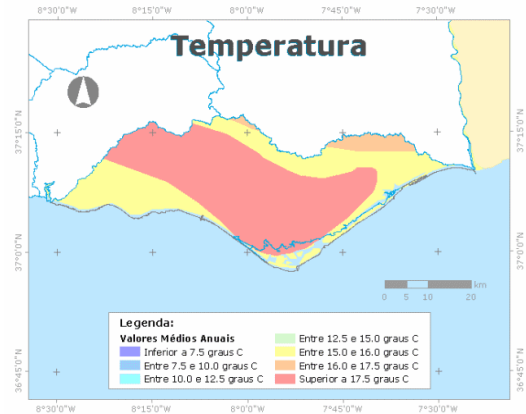 8°30'0"W 8°15'0"W 8°0'0"W 7°45'0"W 7°30'0"W
Temperatura
37°15'0"N 37°15'0"N
37°0'0"N 37°0'0"N
km
0 5 10 20
Legenda:
Valores Médios Anuais
Inferior a 7.5 graus C
Entre 7.5 e 10.0 graus C
Entre 10.0 e 12.5 graus C
Entre 12.5 e 15.0 graus C
Entre 15.0 e 16.0 graus C
Entre 16.0 e 17.5 graus C
Superior a 17.5 graus C
36°45'0"N 36°45'0"N
8°30'0"W 8°15'0"W 8°0'0"W 7°45'0"W 7°30'0"W